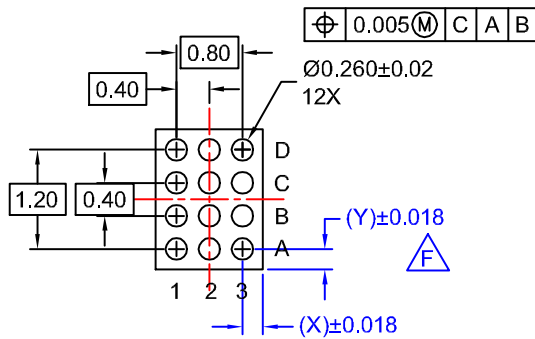 ⌖ 0.005Ⓜ C A B
0.80
Ø0.260±0.02
12X
0.40
D
C
B
A
1.20
0.40
(Y)±0.018
F
1 2 3
(X)±0.018